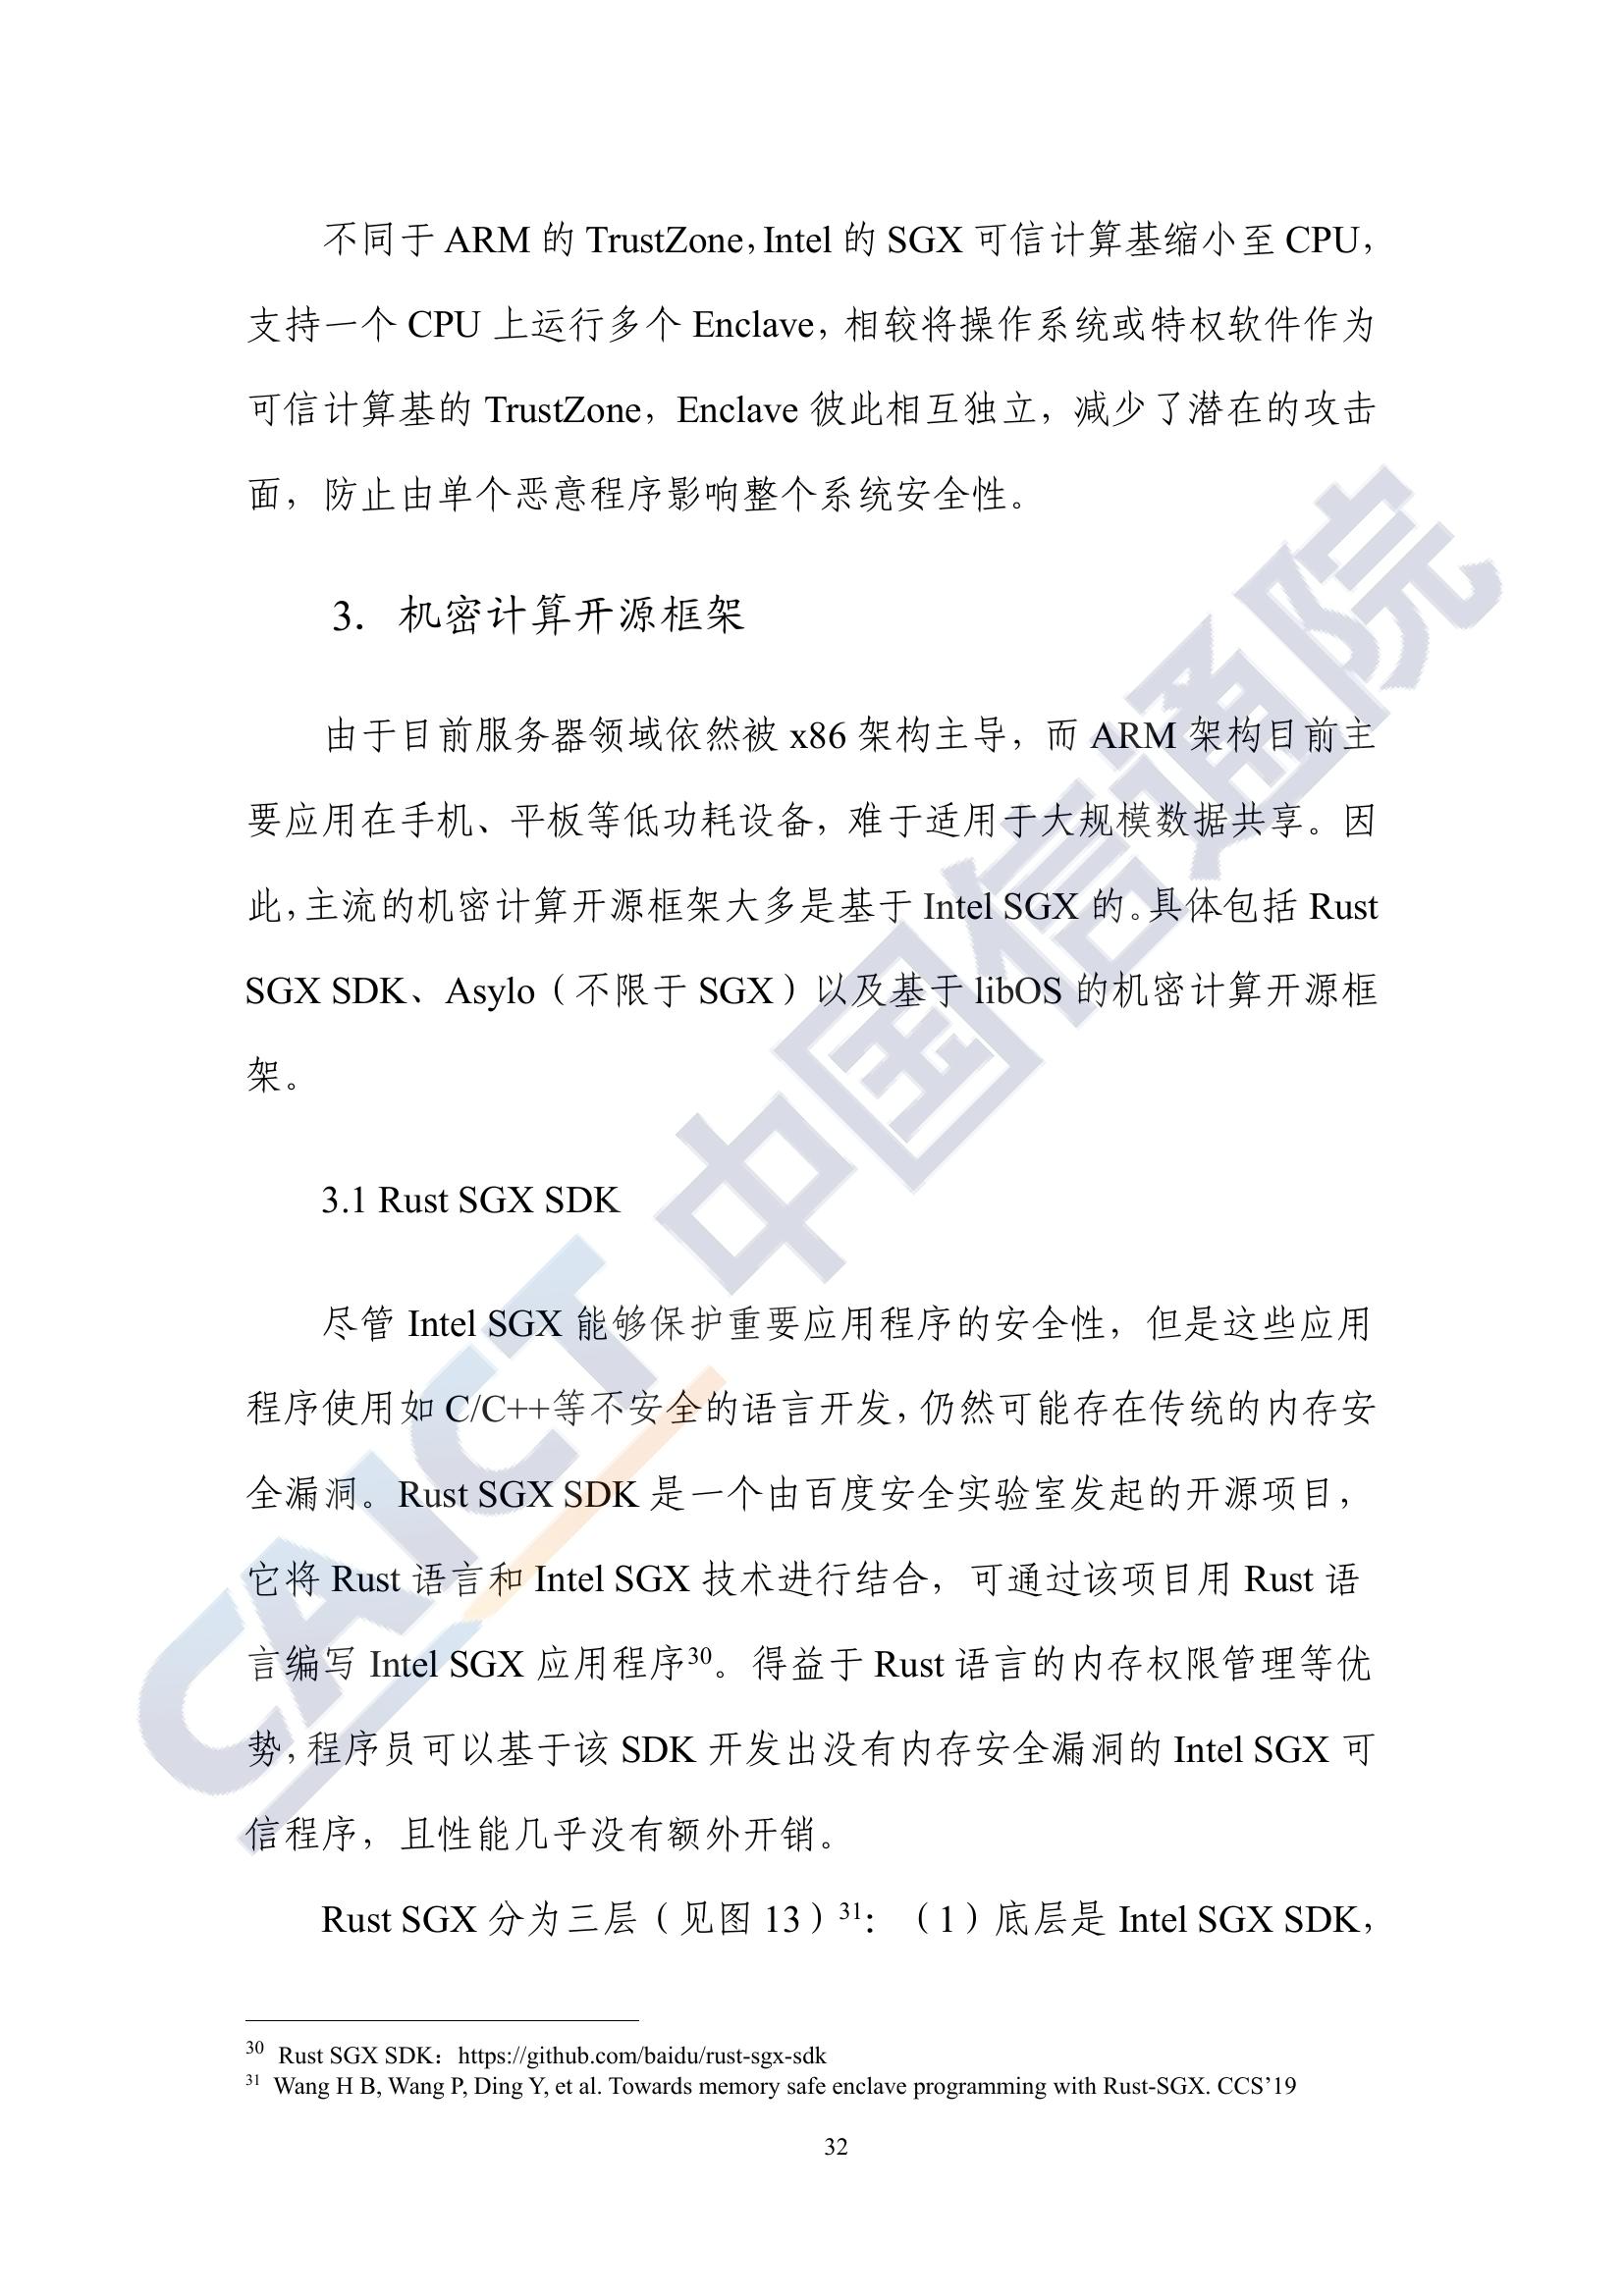 不同于 ARM 的 TrustZone，Intel 的 SGX 可信计算基缩小至 CPU，
支持一个 CPU 上运行多个 Enclave，相较将操作系统或特权软件作为
可信计算基的 TrustZone，Enclave 彼此相互独立，减少了潜在的攻击
面，防止由单个恶意程序影响整个系统安全性。
3. 机密计算开源框架
由于目前服务器领域依然被 x86 架构主导，而 ARM 架构目前主
要应用在手机、平板等低功耗设备，难于适用于大规模数据共享。因
此，主流的机密计算开源框架大多是基于 Intel SGX 的。具体包括 Rust
SGX SDK、Asylo（不限于 SGX）以及基于 libOS 的机密计算开源框
架。
3.1 Rust SGX SDK
尽管 Intel SGX 能够保护重要应用程序的安全性，但是这些应用
程序使用如 C/C++等不安全的语言开发，仍然可能存在传统的内存安
全漏洞。Rust SGX SDK 是一个由百度安全实验室发起的开源项目，
它将 Rust 语言和 Intel SGX 技术进行结合，可通过该项目用 Rust 语
言编写 Intel SGX 应用程序30。得益于 Rust 语言的内存权限管理等优
势，程序员可以基于该 SDK 开发出没有内存安全漏洞的 Intel SGX 可
信程序，且性能几乎没有额外开销。
Rust SGX 分为三层（见图 13）31：（1）底层是 Intel SGX SDK，
30 Rust SGX SDK：https://github.com/baidu/rust-sgx-sdk
31 Wang H B, Wang P, Ding Y, et al. Towards memory safe enclave programming with Rust-SGX. CCS’19
32
CAICT 中国信通院